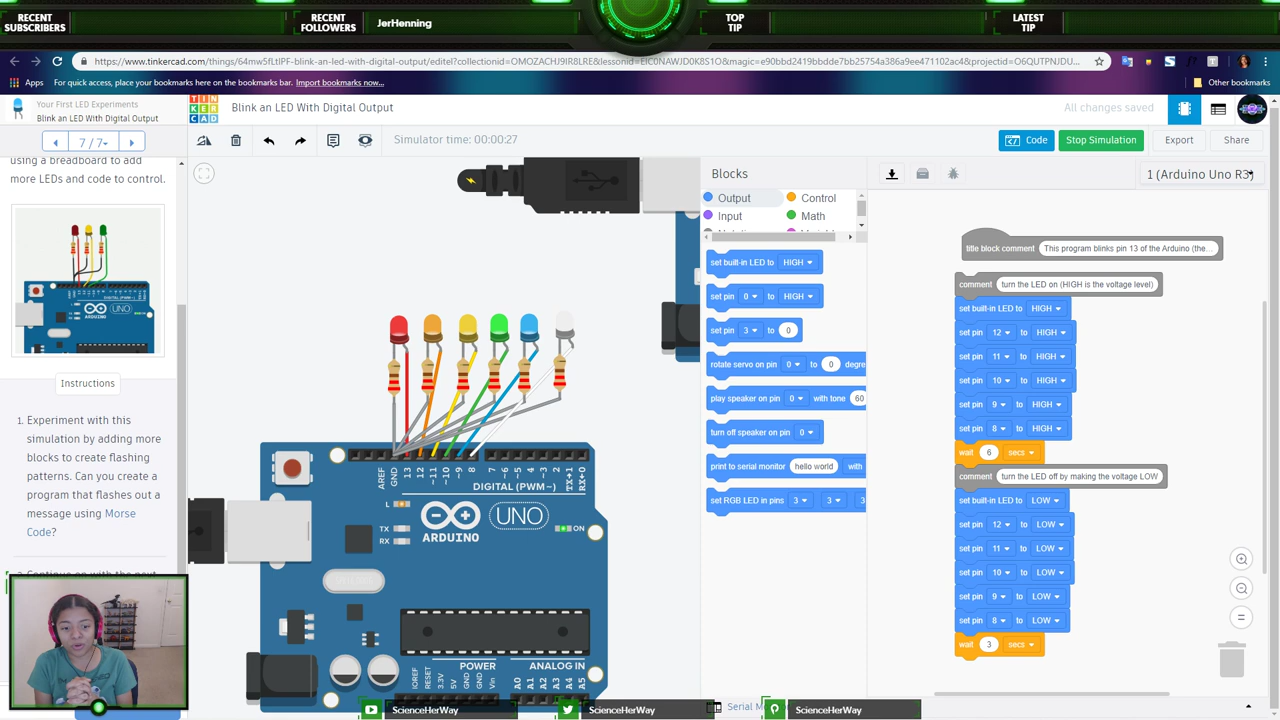 RECENT SUBSCRIBERS
RECENT FOLLOWERS
JerHenning
TOP TIP
LATEST TIP
Apps
For quick access, place your bookmarks here on the bookmarks bar. Import bookmarks now...
Other bookmarks
Your First LED Experiments
Blink an LED With Digital Output
TIN
KER
CAD
Blink an LED With Digital Output
All changes saved
7 / 7
Simulator time: 00:00:27
Code
Stop Simulation
Export
Share
using a breadboard to add
more LEDs and code to control.
Instructions
1. Experiment with this
simulation by adding more
blocks to create flashing
patterns. Can you create a
program that flashes out a
message using Morse
Code?
AREF
GND
13
12
~11
~10
~9
8
7
~6
~5
4
~3
2
TX→1
RX←0
DIGITAL (PWM~)
L
TX
RX
UNO
ARDUINO
ON
IOREF
RESET
3.3V
5V
GND
GND
Vin
POWER
ANALOG IN
A0
A1
A2
A3
A4
A5
Blocks
Output
Control
Input
Math
set built-in LED to HIGH
set pin 0 to HIGH
set pin 3 to 0
rotate servo on pin 0 to 0 degre
play speaker on pin 0 with tone 60
turn off speaker on pin 0
print to serial monitor hello world with
set RGB LED in pins 3 3
1 (Arduino Uno R3
title block comment This program blinks pin 13 of the Arduino (the...
comment turn the LED on (HIGH is the voltage level)
set built-in LED to HIGH
set pin 12 to HIGH
set pin 11 to HIGH
set pin 10 to HIGH
set pin 9 to HIGH
set pin 8 to HIGH
wait 6 secs
comment turn the LED off by making the voltage LOW
set built-in LED to LOW
set pin 12 to LOW
set pin 11 to LOW
set pin 10 to LOW
set pin 9 to LOW
set pin 8 to LOW
wait 3 secs
Serial
ScienceHerWay
ScienceHerWay
ScienceHerWay